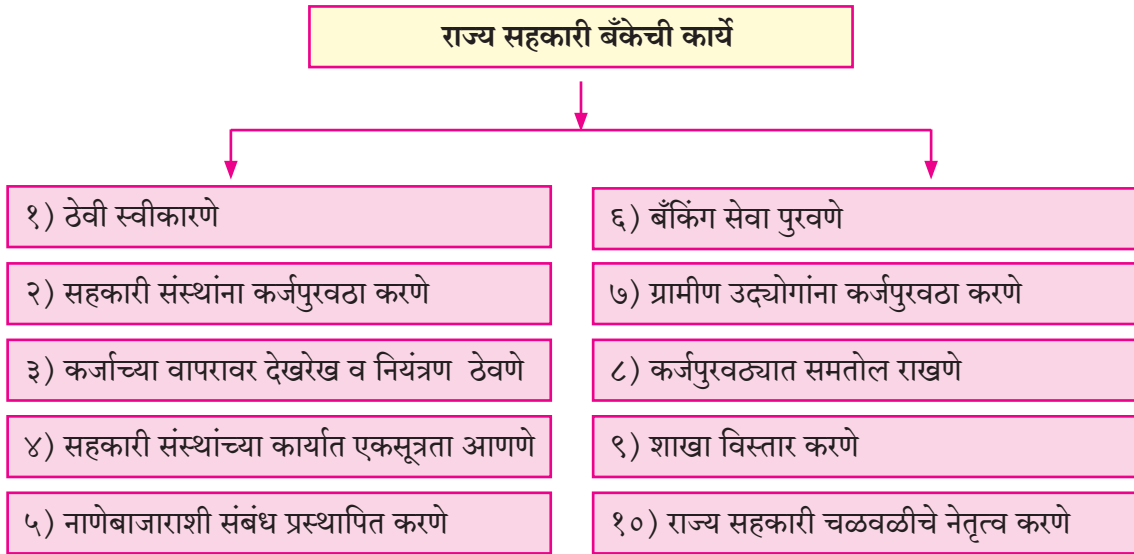 राज्य सहकारी बँकेची कार्ये
१) ठेवी स्वीकारणे
२) सहकारी संस्थांना कर्जपुरवठा करणे
३) कर्जाच्या वापरावर देखरेख व नियंत्रण ठेवणे
४) सहकारी संस्थांच्या कार्यात एकसूत्रता आणणे
५) नाणेबाजाराशी संबंध प्रस्थापित करणे
६) बँकिंग सेवा पुरवणे
७) ग्रामीण उद्योगांना कर्जपुरवठा करणे
८) कर्जपुरवठ्यात समतोल राखणे
९) शाखा विस्तार करणे
१०) राज्य सहकारी चळवळीचे नेतृत्व करणे